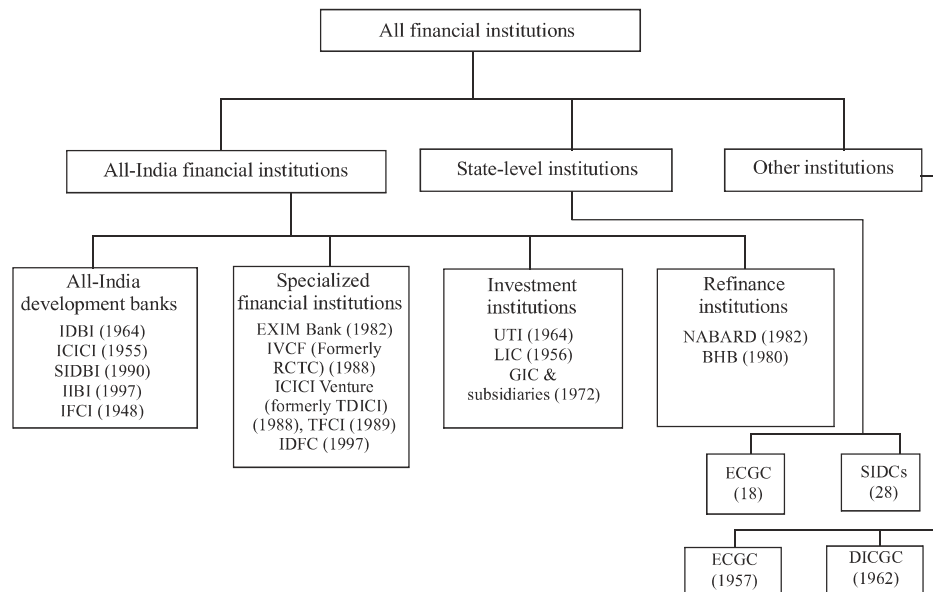 All financial institutions
All-India financial institutions
State-level institutions
Other institutions
All-India
development banks
IDBI (1964)
ICICI (1955)
SIDBI (1990)
IIBI (1997)
IFCI (1948)
Specialized
financial institutions
EXIM Bank (1982)
IVCF (Formerly
RCTC) (1988)
ICICI Venture
(formerly TDICI)
(1988), TFCI (1989)
IDFC (1997)
Investment
institutions
UTI (1964)
LIC (1956)
GIC &
subsidiaries (1972)
Refinance
institutions
NABARD (1982)
BHB (1980)
ECGC
(18)
SIDCs
(28)
ECGC
(1957)
DICGC
(1962)